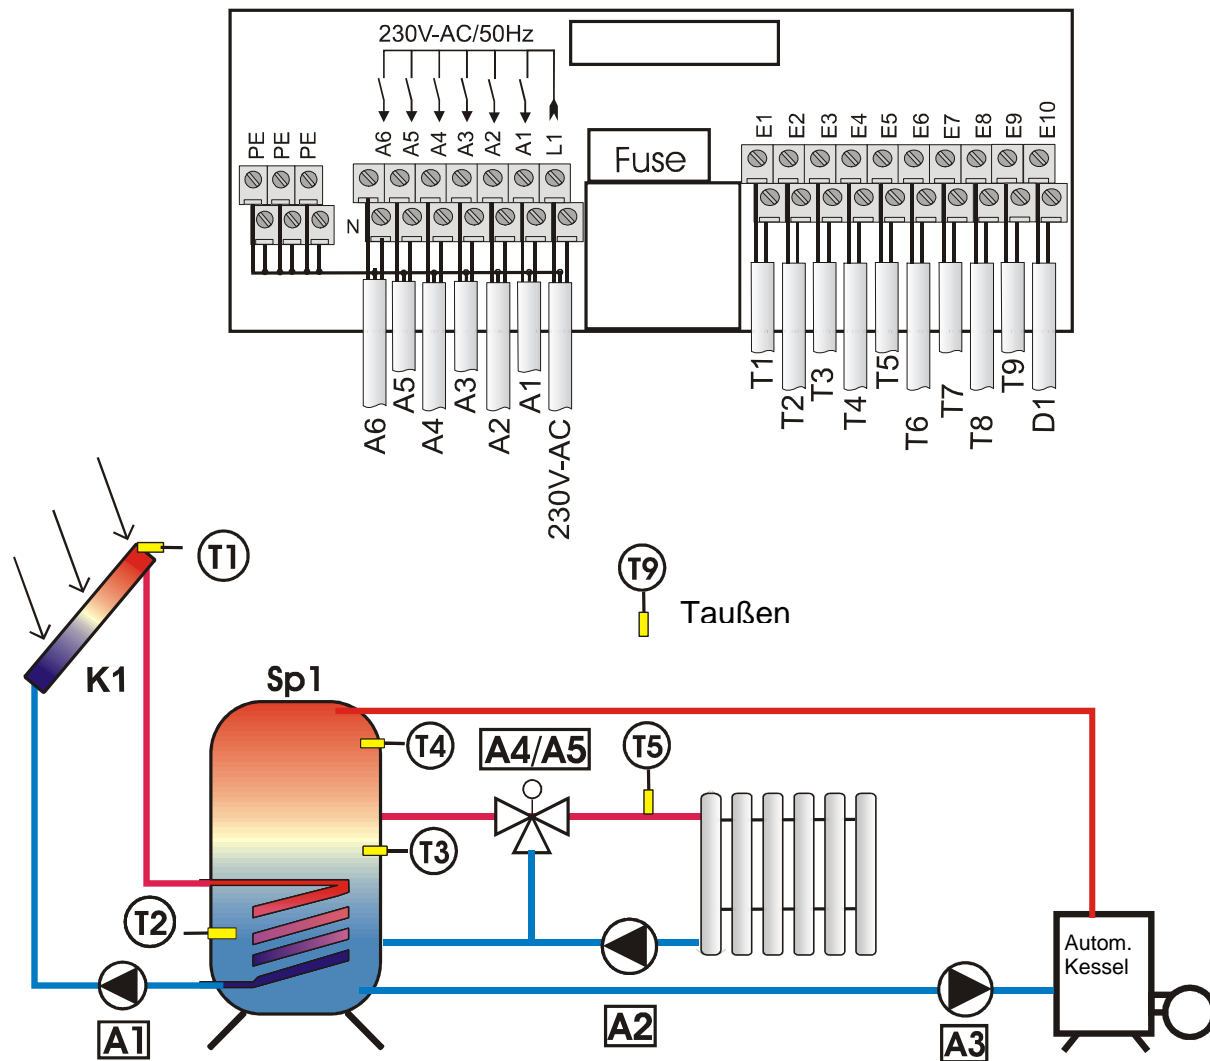 230V-AC/50Hz
PE PE PE
A6 A5 A4 A3 A2 A1 L1
Fuse
E1 E2 E3 E4 E5 E6 E7 E8 E9 E10
N
A6 A5 A4 A3 A2 A1 230V-AC
T1 T2 T3 T4 T5 T6 T7 T8 T9 D1
T1
T9
Taußen
K1
Sp1
T4
A4/A5
T5
T3
T2
Autom.
Kessel
A1
A2
A3